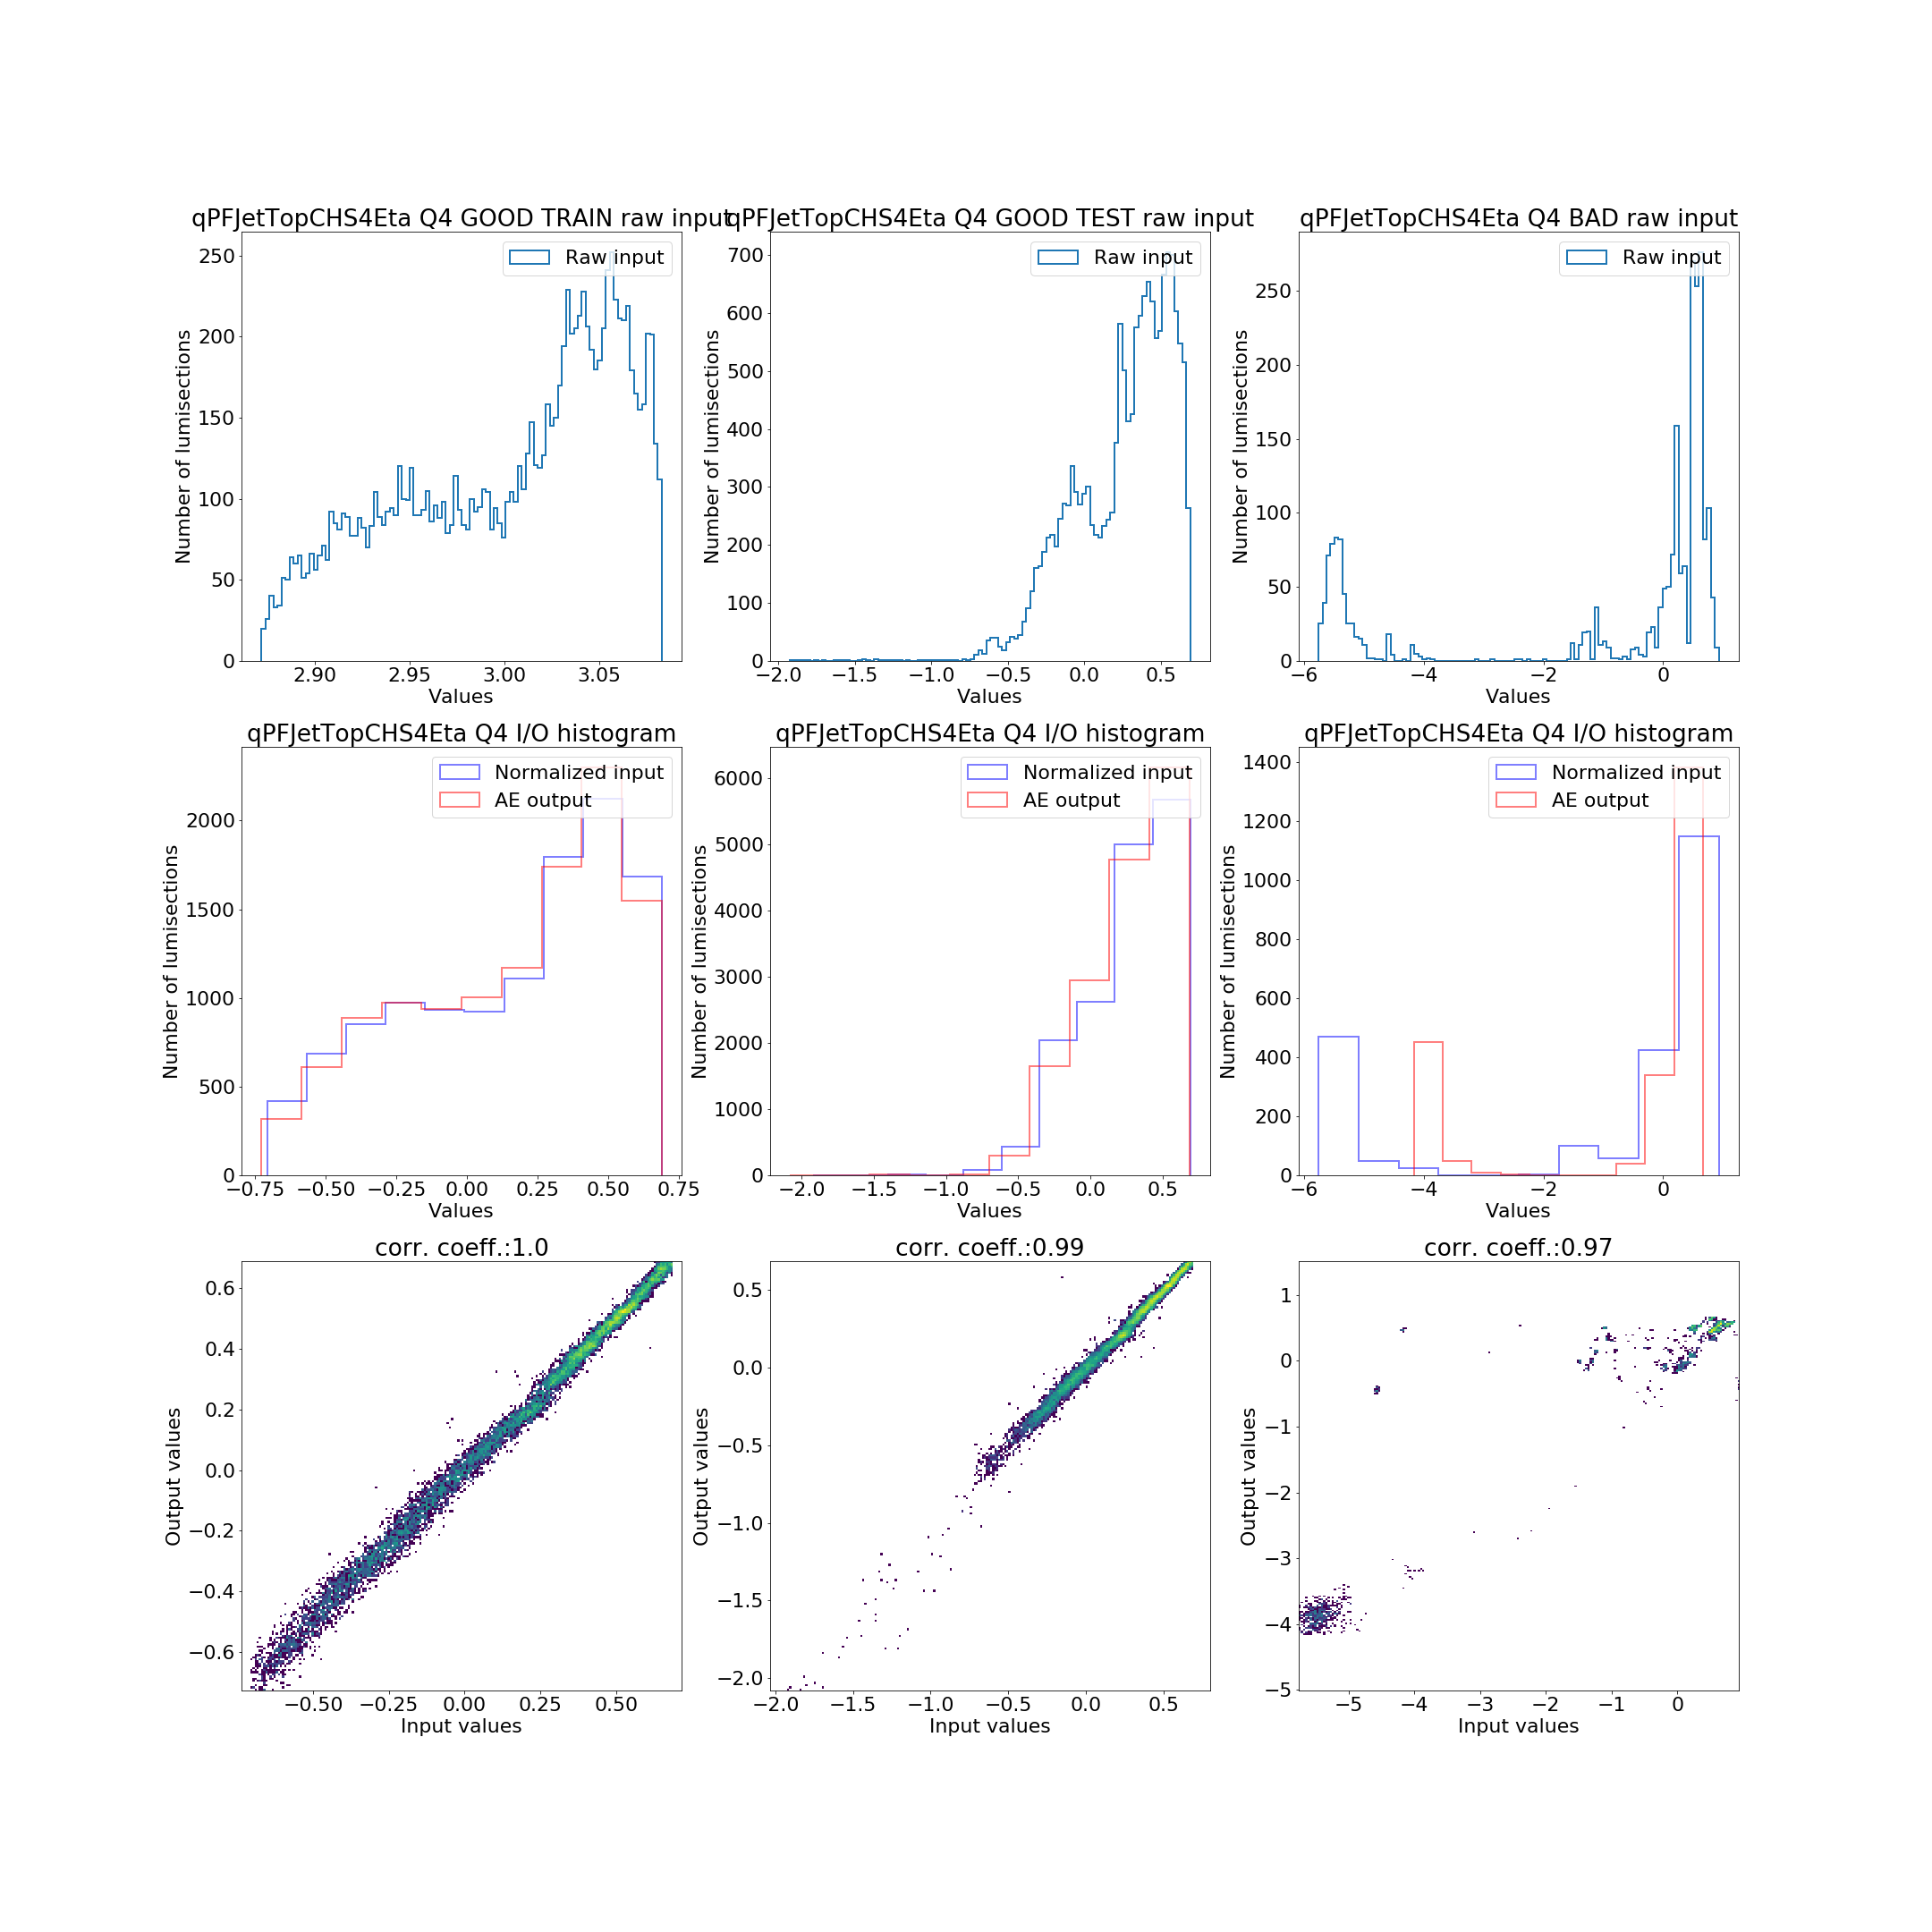 qPFJetTopCHS4Eta Q4 GOOD TRAIN raw input
Raw input
Number of lumisections
250
200
150
100
50
0
2.90 2.95 3.00 3.05
Values
qPFJetTopCHS4Eta Q4 GOOD TEST raw input
Raw input
Number of lumisections
700
600
500
400
300
200
100
0
−2.0 −1.5 −1.0 −0.5 0.0 0.5
Values
qPFJetTopCHS4Eta Q4 BAD raw input
Raw input
Number of lumisections
250
200
150
100
50
0
−6 −4 −2 0
Values
qPFJetTopCHS4Eta Q4 I/O histogram
Normalized input
AE output
Number of lumisections
2000
1500
1000
500
0
−0.75 −0.50 −0.25 0.00 0.25 0.50 0.75
Values
qPFJetTopCHS4Eta Q4 I/O histogram
Normalized input
AE output
Number of lumisections
6000
5000
4000
3000
2000
1000
0
−2.0 −1.5 −1.0 −0.5 0.0 0.5
Values
qPFJetTopCHS4Eta Q4 I/O histogram
Normalized input
AE output
Number of lumisections
1400
1200
1000
800
600
400
200
0
−6 −4 −2 0
Values
corr. coeff.:1.0
Output values
0.6
0.4
0.2
0.0
−0.2
−0.4
−0.6
−0.50 −0.25 0.00 0.25 0.50
Input values
corr. coeff.:0.99
Output values
0.5
0.0
−0.5
−1.0
−1.5
−2.0
−2.0 −1.5 −1.0 −0.5 0.0 0.5
Input values
corr. coeff.:0.97
Output values
1
0
−1
−2
−3
−4
−5
−5 −4 −3 −2 −1 0
Input values